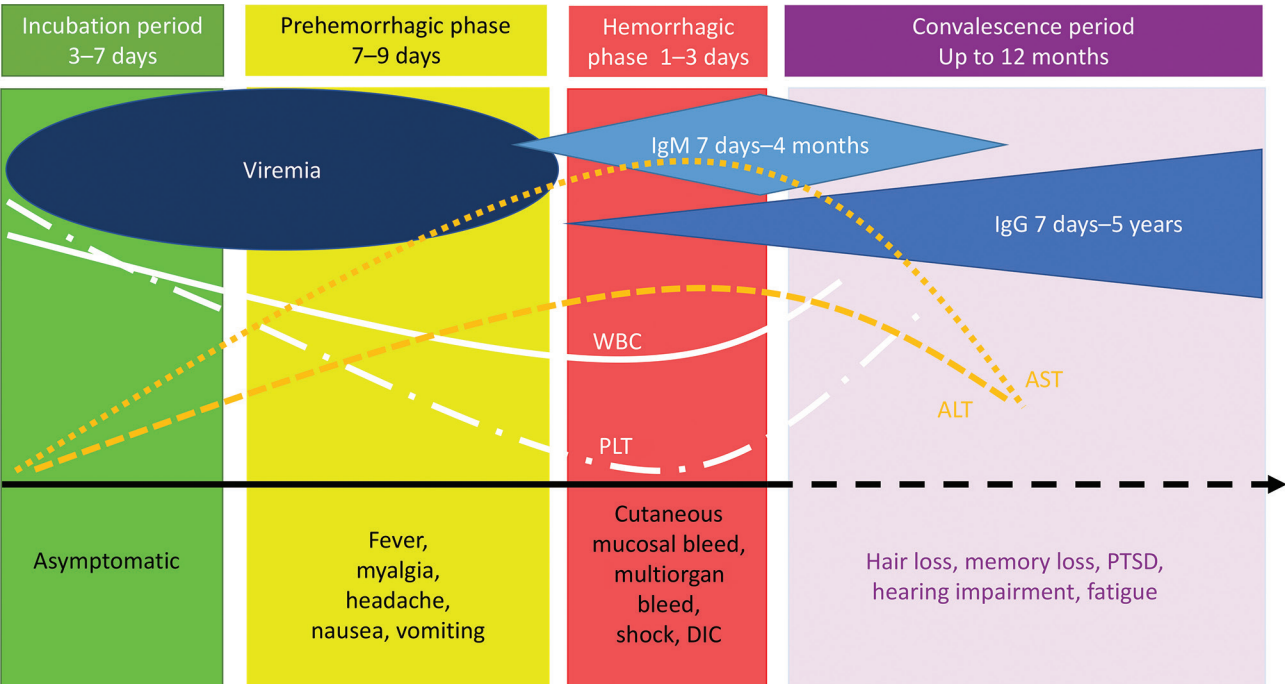 Incubation period
3–7 days
Prehemorrhagic phase
7–9 days
Hemorrhagic
phase 1–3 days
Convalescence period
Up to 12 months
Viremia
IgM 7 days–4 months
IgG 7 days–5 years
WBC
PLT
AST
ALT
Asymptomatic
Fever,
myalgia,
headache,
nausea, vomiting
Cutaneous
mucosal bleed,
multiorgan
bleed,
shock, DIC
Hair loss, memory loss, PTSD,
hearing impairment, fatigue